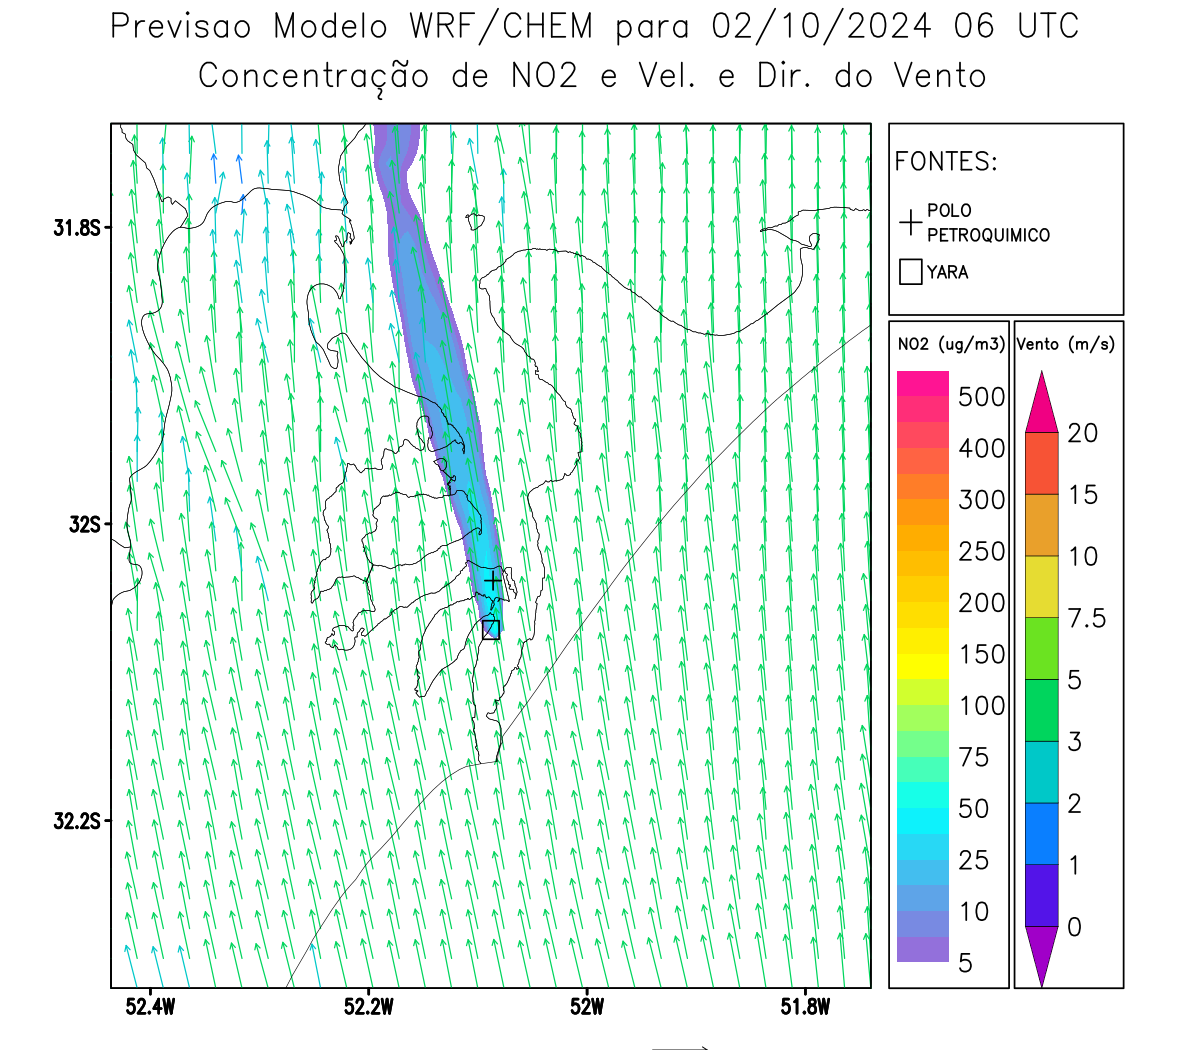 Previsao Modelo WRF/CHEM para 02/10/2024 06 UTC
Concentração de NO2 e Vel. e Dir. do Vento
FONTES:
POLO
PETROQUIMICO
YARA
31.8S
32S
32.2S
52.4W
52.2W
52W
51.8W
NO2 (ug/m3)
500
400
300
250
200
150
100
75
50
25
10
5
Vento (m/s)
20
15
10
7.5
5
3
2
1
0